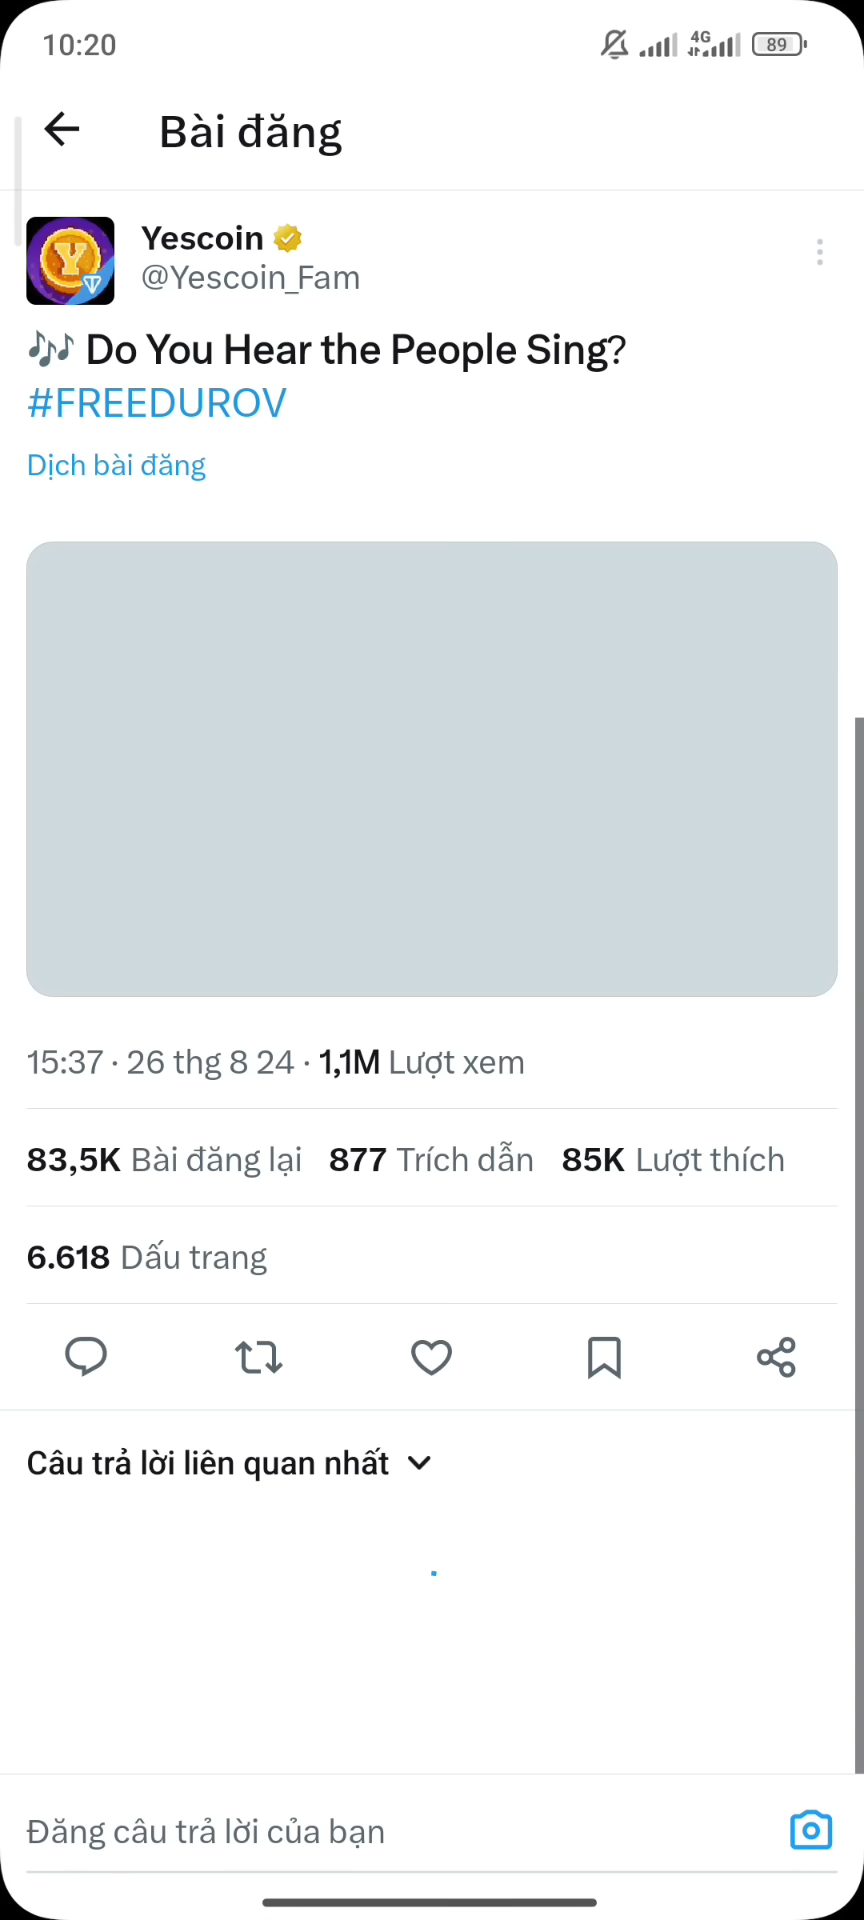 10:20 4G 89
Bài đăng
Yescoin
@Yescoin_Fam
🎶 Do You Hear the People Sing?
#FREEDUROV
Dịch bài đăng
15:37 · 26 thg 8 24 · 1,1M Lượt xem
83,5K Bài đăng lại 877 Trích dẫn 85K Lượt thích
6.618 Dấu trang
Câu trả lời liên quan nhất
Đăng câu trả lời của bạn